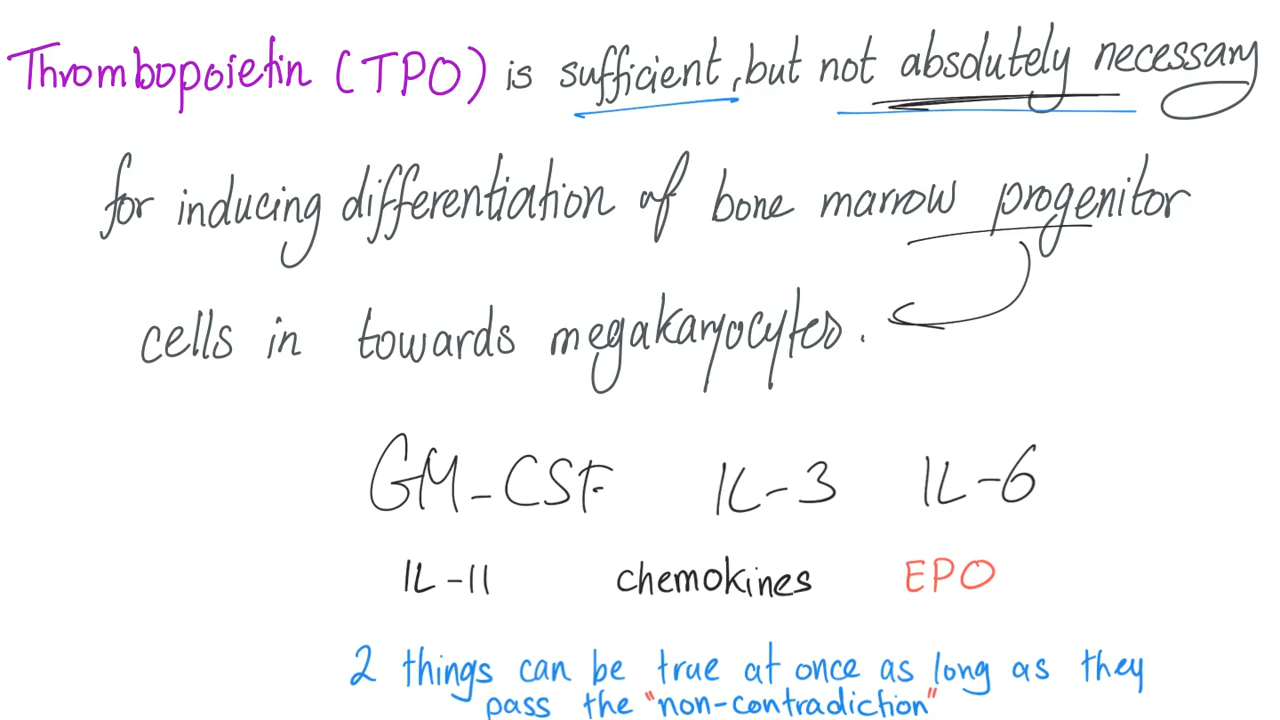 Thrombopoietin (TPO) is sufficient, but not absolutely necessary
for inducing differentiation of bone marrow progenitor
cells in towards megakaryocytes.
GM-CSF IL-3 IL-6
IL-11 chemokines EPO
2 things can be true at once as long as they
pass the "non-contradiction"